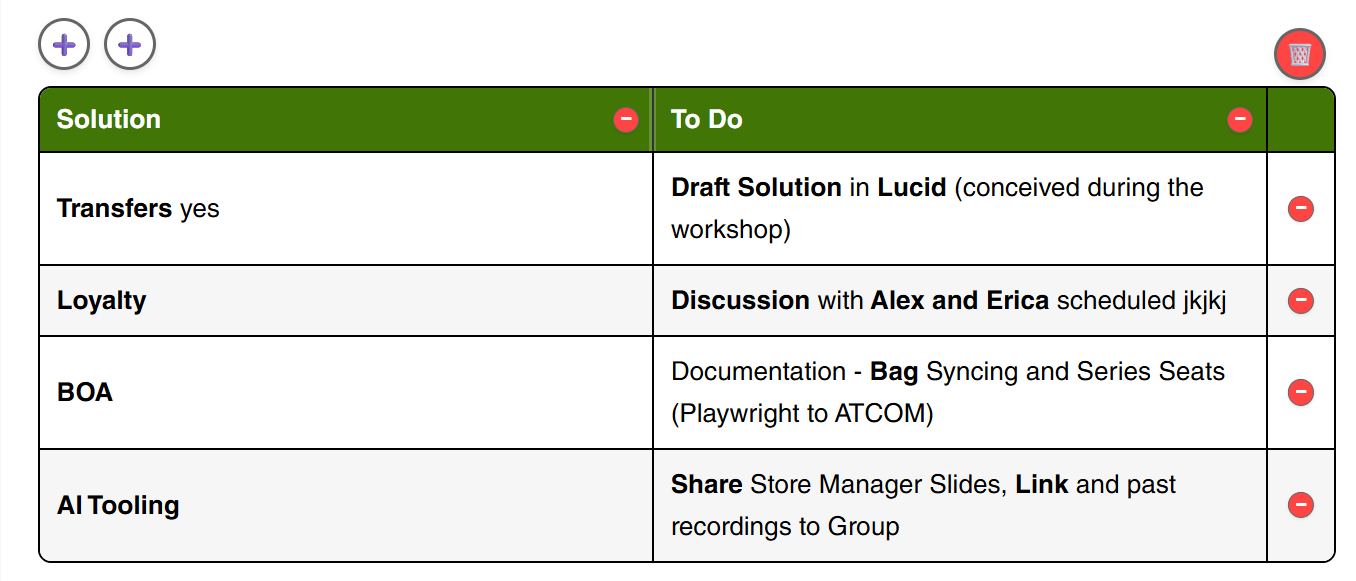 Solution
To Do
Transfers yes
Draft Solution in Lucid (conceived during the
workshop)
Loyalty
Discussion with Alex and Erica scheduled jkjkj
BOA
Documentation - Bag Syncing and Series Seats
(Playwright to ATCOM)
AI Tooling
Share Store Manager Slides, Link and past
recordings to Group